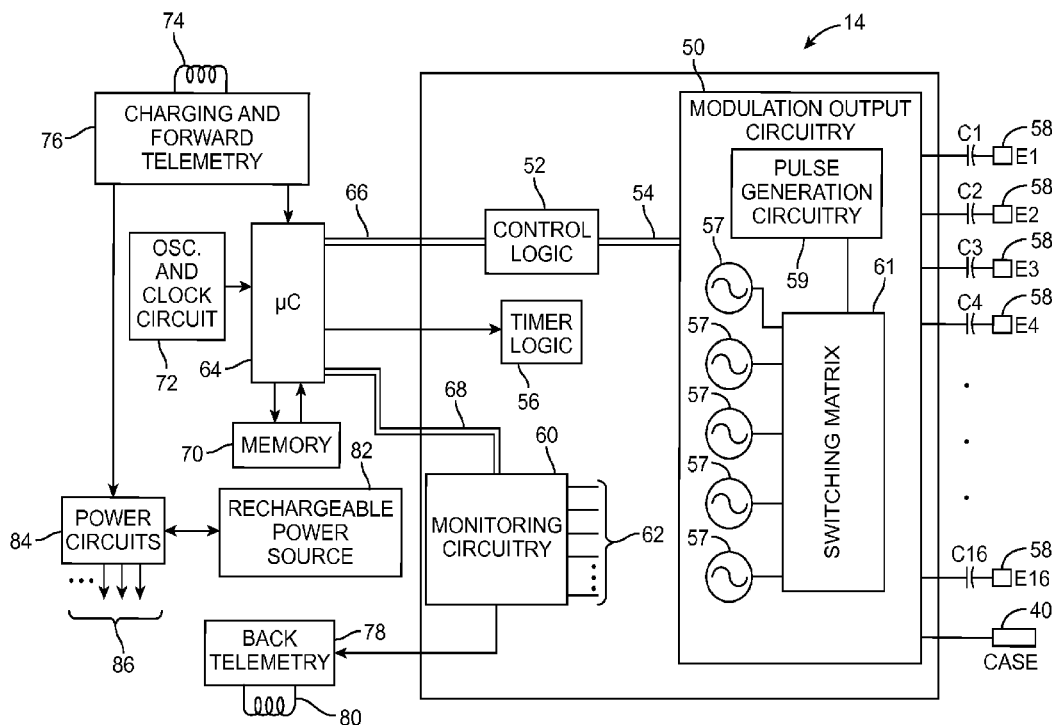 14
74
50
CHARGING AND
FORWARD
TELEMETRY
76
MODULATION OUTPUT
CIRCUITRY
C1
58
E1
PULSE
GENERATION
CIRCUITRY
66
52
54
C2
58
E2
CONTROL
LOGIC
57
59
C3
58
E3
OSC.
AND
CLOCK
CIRCUIT
µC
61
C4
58
E4
TIMER
LOGIC
57
72
64
56
SWITCHING MATRIX
57
68
70
MEMORY
82
60
57
RECHARGEABLE
POWER
SOURCE
84
POWER
CIRCUITS
MONITORING
CIRCUITRY
62
57
C16
58
E16
86
78
BACK
TELEMETRY
40
CASE
80